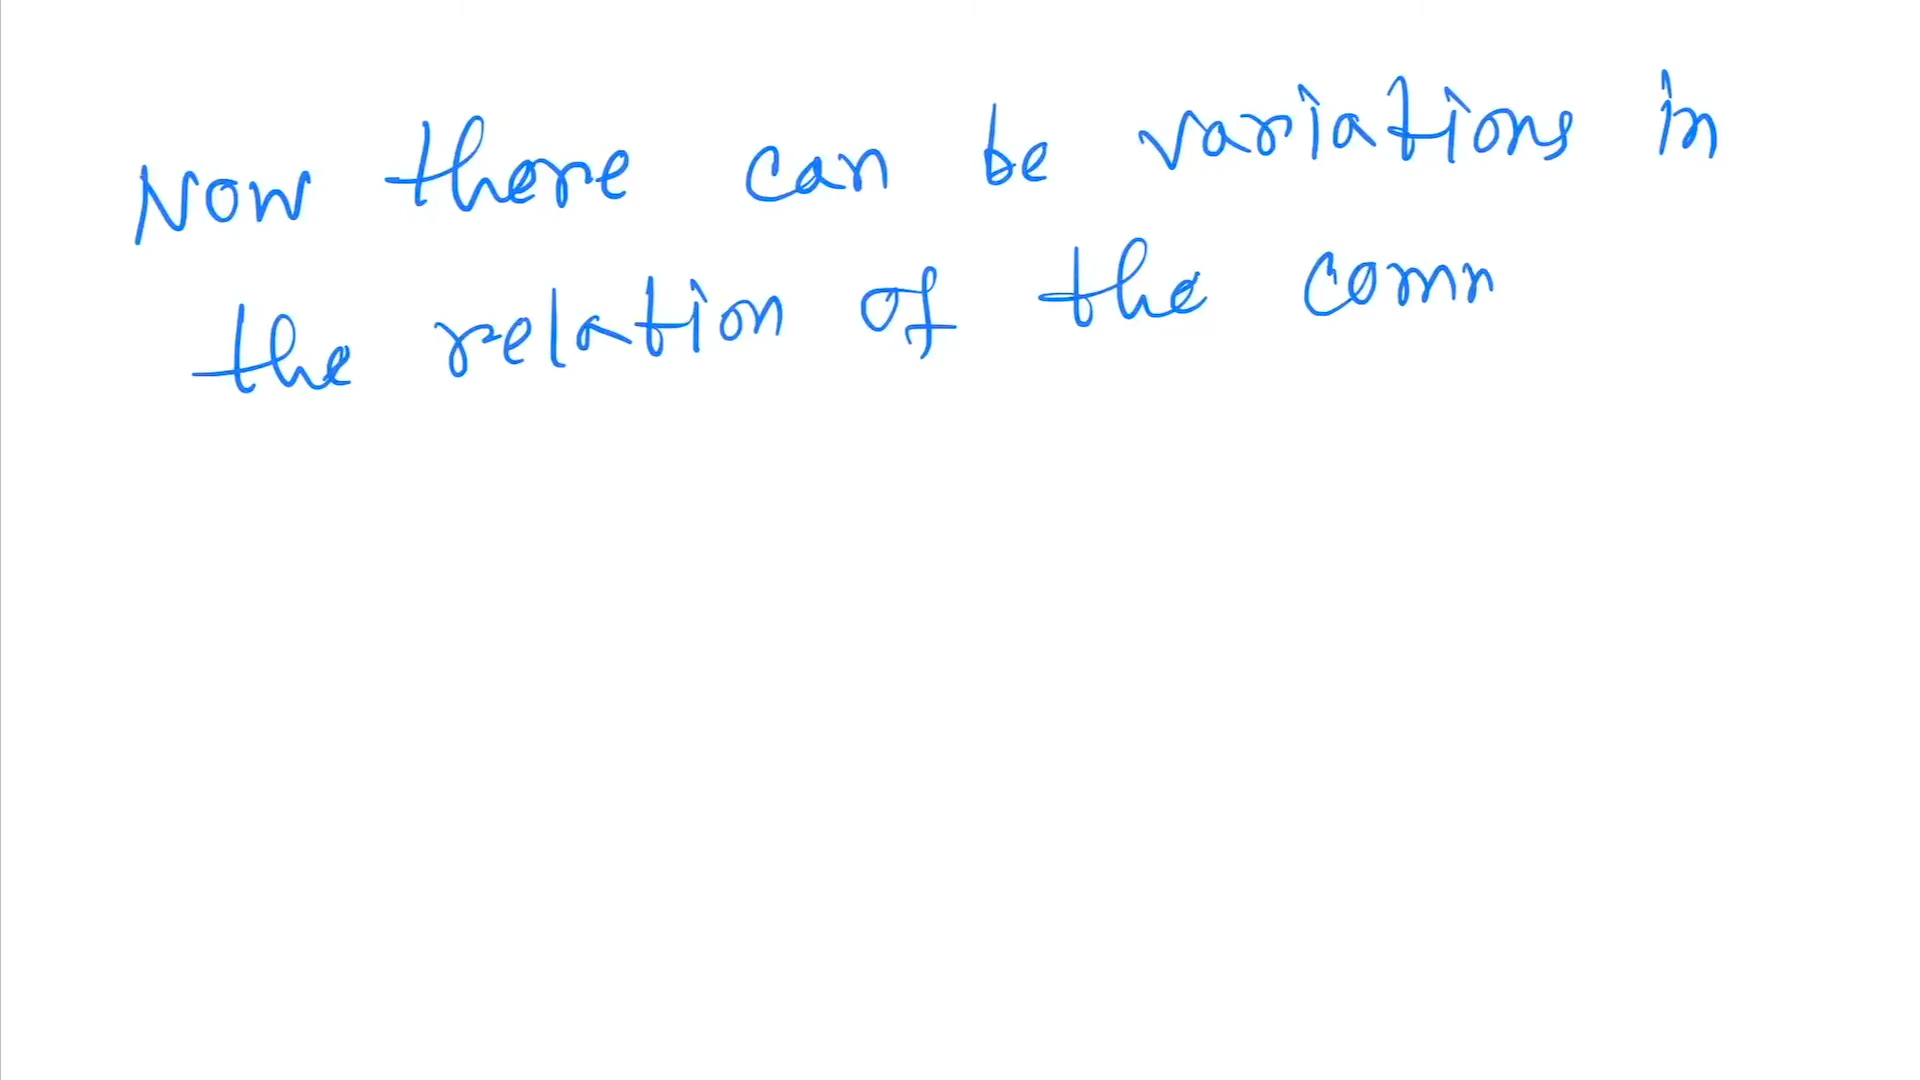 Now there can be variations in
the relation of the comn